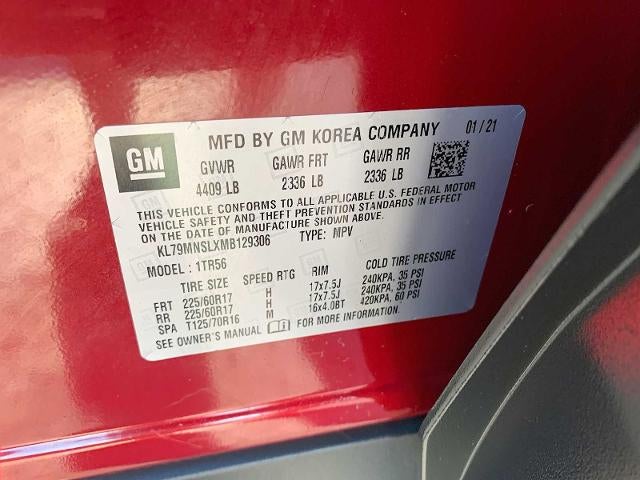 MFD BY GM KOREA COMPANY 01 / 21
GM
GVWR GAWR FRT GAWR RR
4409 LB 2336 LB 2336 LB
THIS VEHICLE CONFORMS TO ALL APPLICABLE U.S. FEDERAL MOTOR
VEHICLE SAFETY AND THEFT PREVENTION STANDARDS IN EFFECT ON
THE DATE OF MANUFACTURE SHOWN ABOVE.
KL79MNSLXMB129306 TYPE: MPV
MODEL : 1TR56
TIRE SIZE SPEED RTG RIM COLD TIRE PRESSURE
FRT 225/60R17 H 17x7.5J 240KPA, 35 PSI
RR 225/60R17 H 17x7.5J 240KPA, 35 PSI
SPA T125/70R16 M 16x4.0BT 420KPA, 60 PSI
SEE OWNER'S MANUAL FOR MORE INFORMATION.